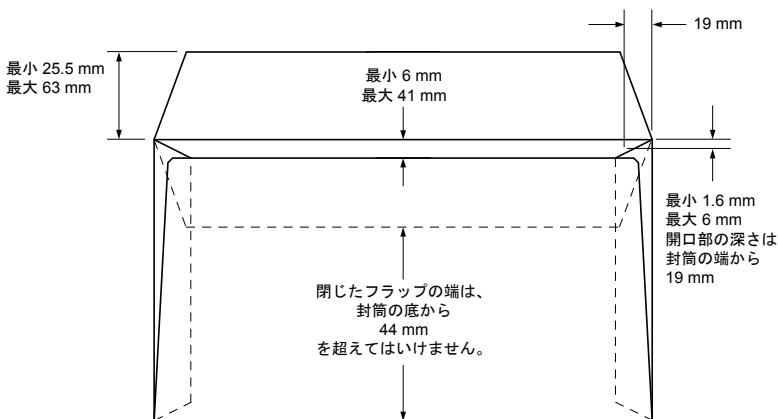 19 mm
最小 25.5 mm
最大 63 mm
最小 6 mm
最大 41 mm
最小 1.6 mm
最大 6 mm
開口部の深さは
封筒の端から
19 mm
閉じたフラップの端は、
封筒の底から
44 mm
を超えてはいけません。